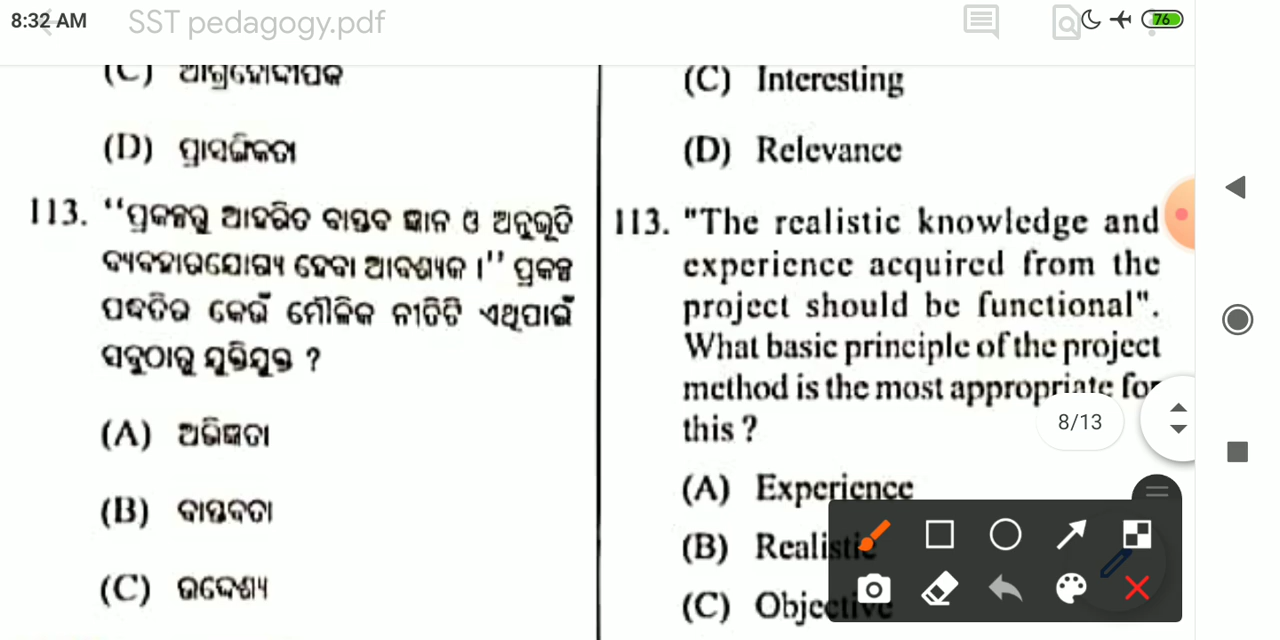 8:32 AM
SST pedagogy.pdf
76
(C) ଆଗ୍ରହୋଦ୍ଦୀପକ
(D) ପ୍ରାସଙ୍ଗିକତା
113. ‘‘ପ୍ରକଳ୍ପରୁ ଆହରିତ ବାସ୍ତବ ଜ୍ଞାନ ଓ ଅନୁଭୂତି
ବ୍ୟବହାରଯୋଗ୍ୟ ହେବା ଆବଶ୍ୟକ ।’’ ପ୍ରକଳ୍ପ
ପଦ୍ଧତିର କେଉଁ ମୌଳିକ ନୀତିଟି ଏଥିପାଇଁ
ସବୁଠାରୁ ଯୁକ୍ତିଯୁକ୍ତ ?
(A) ଅଭିଜ୍ଞତା
(B) ବାସ୍ତବତା
(C) ଉଦ୍ଦେଶ୍ୟ
(C) Interesting
(D) Relevance
113. "The realistic knowledge and
experience acquired from the
project should be functional".
What basic principle of the project
method is the most appropriate for
this ?
(A) Experience
(B) Realistic
(C) Objective
8/13